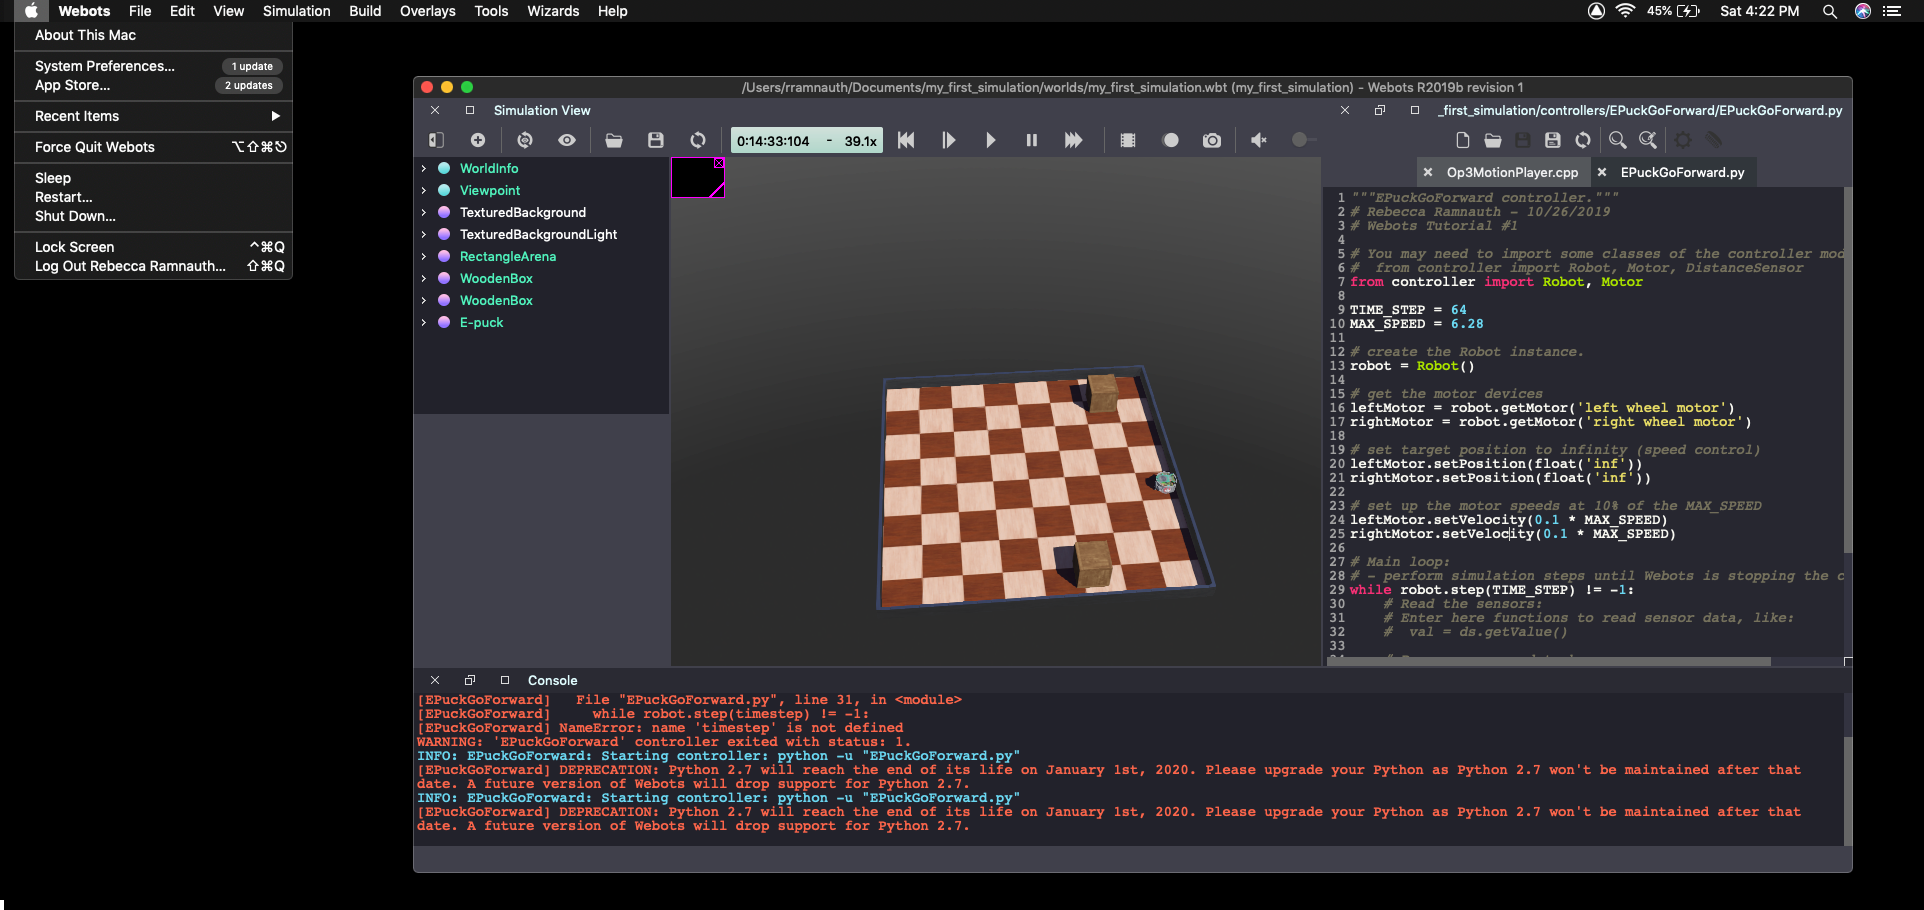 Webots File Edit View Simulation Build Overlays Tools Wizards Help 45% Sat 4:22 PM
About This Mac
System Preferences... 1 update
App Store... 2 updates
Recent Items
Force Quit Webots ⌥⇧⌘⎋
Sleep
Restart...
Shut Down...
Lock Screen ^⌘Q
Log Out Rebecca Ramnauth... ⇧⌘Q
/Users/rramnauth/Documents/my_first_simulation/worlds/my_first_simulation.wbt (my_first_simulation) - Webots R2019b revision 1
Simulation View
0:14:33:104 - 39.1x
WorldInfo
Viewpoint
TexturedBackground
TexturedBackgroundLight
RectangleArena
WoodenBox
WoodenBox
E-puck
_first_simulation/controllers/EPuckGoForward/EPuckGoForward.py
Op3MotionPlayer.cpp EPuckGoForward.py
1 """EPuckGoForward controller."""
2 # Rebecca Ramnauth - 10/26/2019
3 # Webots Tutorial #1
4
5 # You may need to import some classes of the controller mod
6 #  from controller import Robot, Motor, DistanceSensor
7 from controller import Robot, Motor
8
9 TIME_STEP = 64
10 MAX_SPEED = 6.28
11
12 # create the Robot instance.
13 robot = Robot()
14
15 # get the motor devices
16 leftMotor = robot.getMotor('left wheel motor')
17 rightMotor = robot.getMotor('right wheel motor')
18
19 # set target position to infinity (speed control)
20 leftMotor.setPosition(float('inf'))
21 rightMotor.setPosition(float('inf'))
22
23 # set up the motor speeds at 10% of the MAX_SPEED
24 leftMotor.setVelocity(0.1 * MAX_SPEED)
25 rightMotor.setVelocity(0.1 * MAX_SPEED)
26
27 # Main loop:
28 # - perform simulation steps until Webots is stopping the c
29 while robot.step(TIME_STEP) != -1:
30     # Read the sensors:
31     # Enter here functions to read sensor data, like:
32     #  val = ds.getValue()
33
Console
[EPuckGoForward]   File "EPuckGoForward.py", line 31, in <module>
[EPuckGoForward]     while robot.step(timestep) != -1:
[EPuckGoForward] NameError: name 'timestep' is not defined
WARNING: 'EPuckGoForward' controller exited with status: 1.
INFO: EPuckGoForward: Starting controller: python -u "EPuckGoForward.py"
[EPuckGoForward] DEPRECATION: Python 2.7 will reach the end of its life on January 1st, 2020. Please upgrade your Python as Python 2.7 won't be maintained after that
date. A future version of Webots will drop support for Python 2.7.
INFO: EPuckGoForward: Starting controller: python -u "EPuckGoForward.py"
[EPuckGoForward] DEPRECATION: Python 2.7 will reach the end of its life on January 1st, 2020. Please upgrade your Python as Python 2.7 won't be maintained after that
date. A future version of Webots will drop support for Python 2.7.